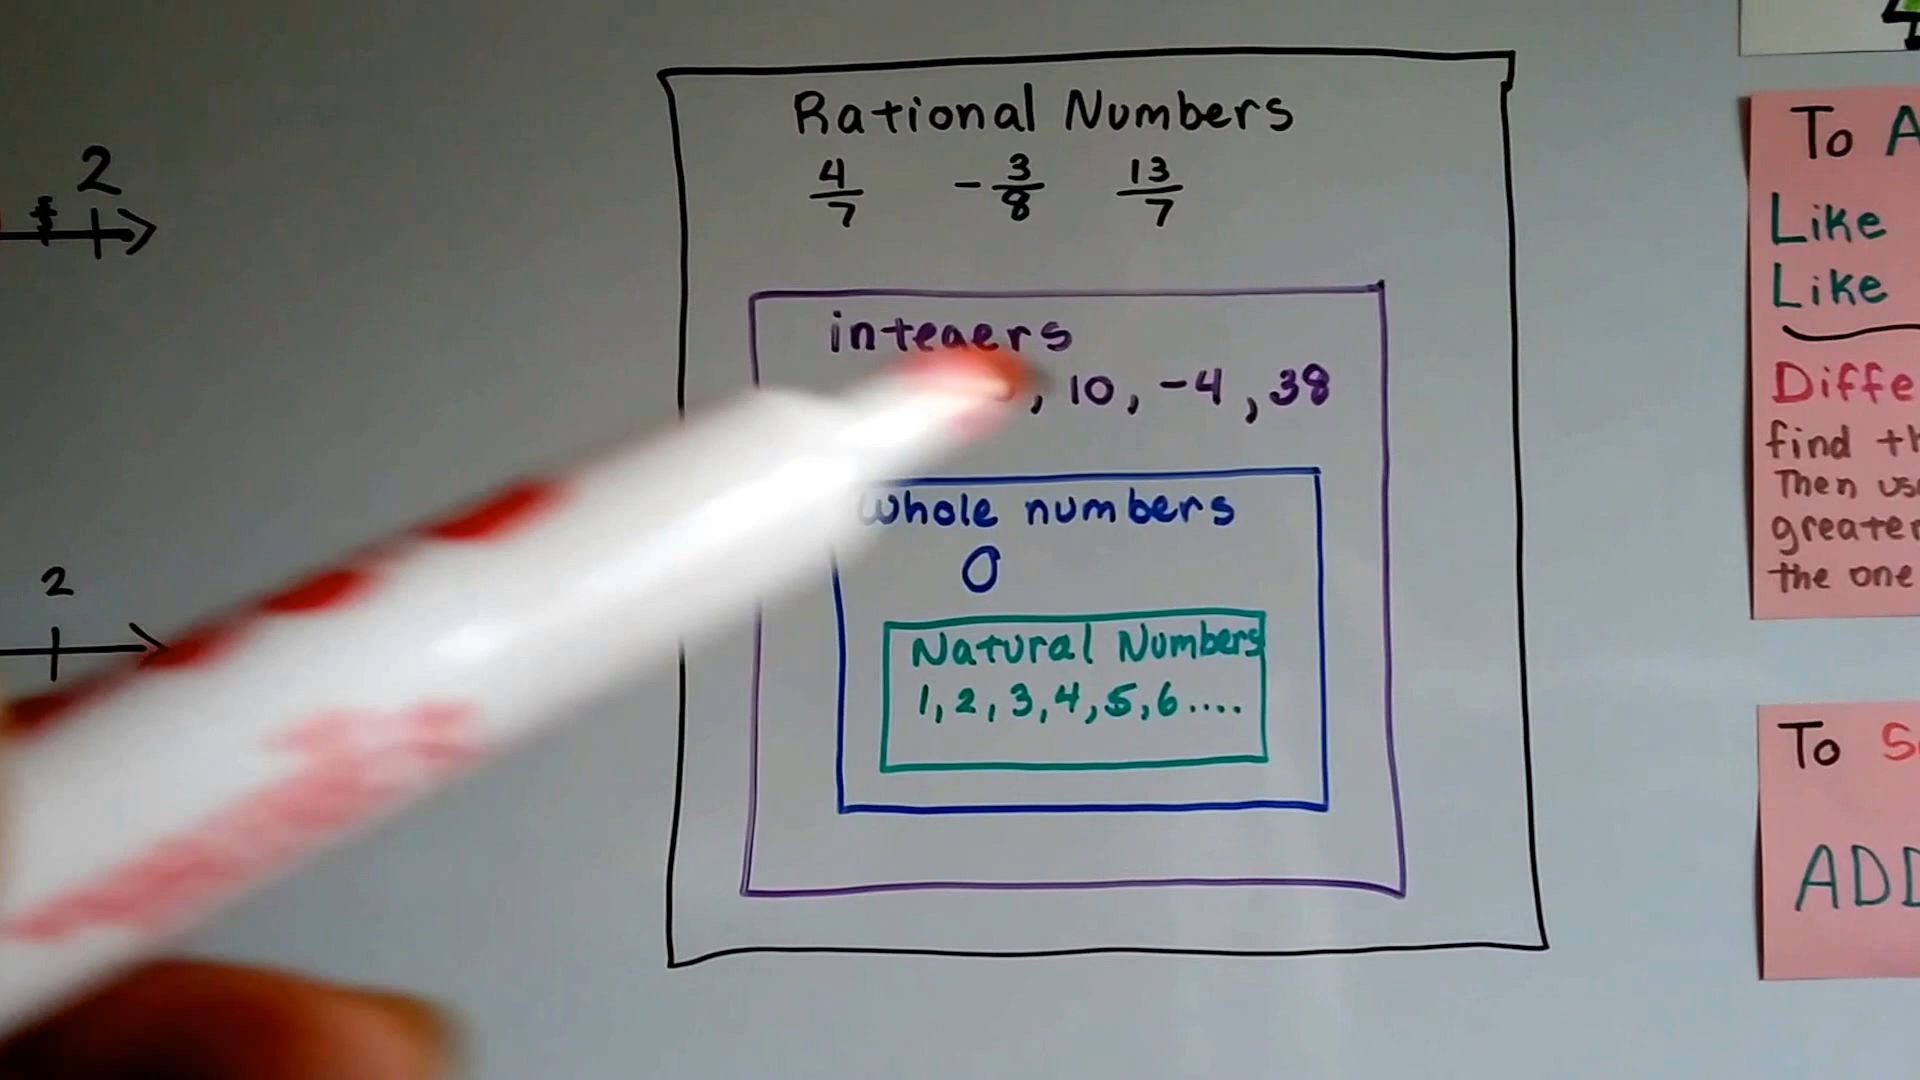 2
2
Rational Numbers
4/7 -3/8 13/7
integers
, 10, -4, 38
Whole numbers
0
Natural Numbers
1, 2, 3, 4, 5, 6....
To A
Like
Like
Diffe
find th
Then us
greater
the one
To S
ADD